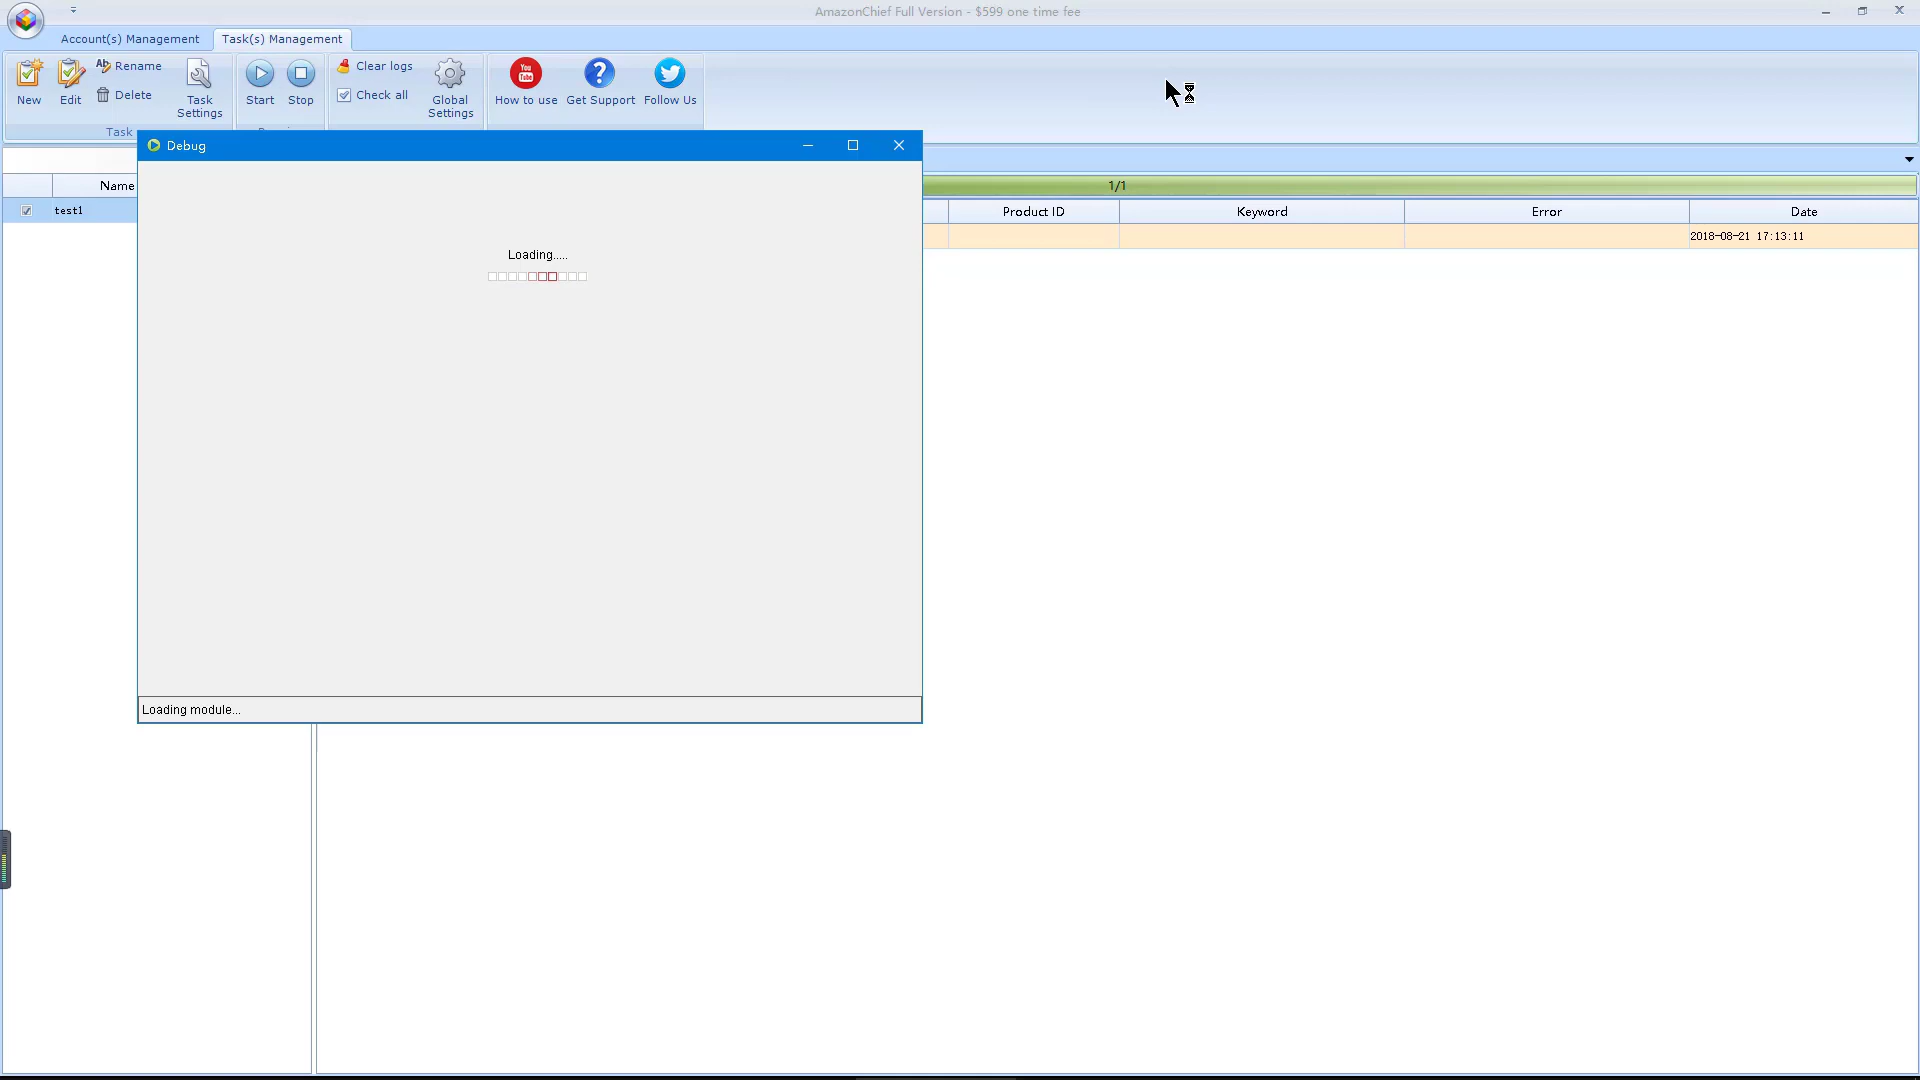 AmazonChief Full Version - $599 one time fee
Account(s) Management
Task(s) Management
New
Edit
Rename
Delete
Task
Settings
Start
Stop
Clear logs
Check all
Global
Settings
You
Tube
How to use
Get Support
Follow Us
Task
Debug
Name
1/1
test1
Product ID
Keyword
Error
Date
2018-08-21 17:13:11
Loading.....
Loading module...